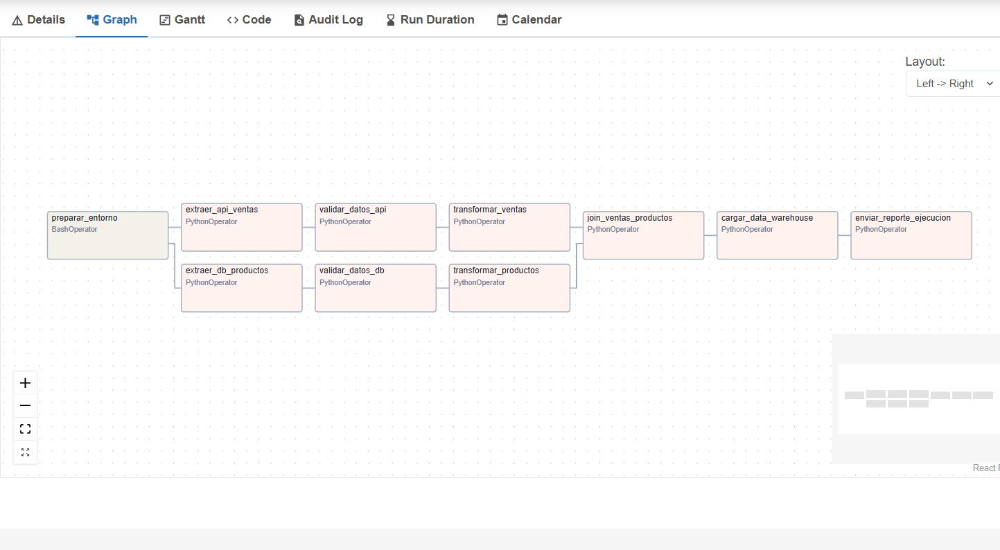 Details
Graph
Gantt
Code
Audit Log
Run Duration
Calendar
Layout:
Left -> Right
preparar_entorno
BashOperator
extraer_api_ventas
PythonOperator
validar_datos_api
PythonOperator
transformar_ventas
PythonOperator
extraer_db_productos
PythonOperator
validar_datos_db
PythonOperator
transformar_productos
PythonOperator
join_ventas_productos
PythonOperator
cargar_data_warehouse
PythonOperator
enviar_reporte_ejecucion
PythonOperator
React